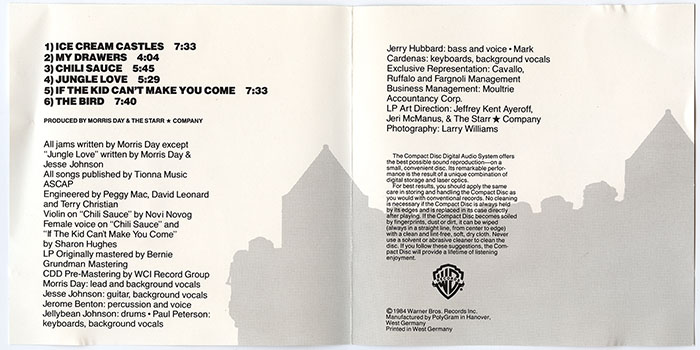 1) ICE CREAM CASTLES 7:33
2) MY DRAWERS 4:04
3) CHILI SAUCE 5:45
4) JUNGLE LOVE 5:29
5) IF THE KID CAN'T MAKE YOU COME 7:33
6) THE BIRD 7:40
PRODUCED BY MORRIS DAY & THE STARR ★ COMPANY
All jams written by Morris Day except
"Jungle Love" written by Morris Day &
Jesse Johnson
All songs published by Tionna Music
ASCAP
Engineered by Peggy Mac, David Leonard
and Terry Christian
Violin on "Chili Sauce" by Novi Novog
Female voice on "Chili Sauce" and
"If The Kid Can't Make You Come"
by Sharon Hughes
LP Originally mastered by Bernie
Grundman Mastering
CDD Pre-Mastering by WCI Record Group
Morris Day: lead and background vocals
Jesse Johnson: guitar, background vocals
Jerome Benton: percussion and voice
Jellybean Johnson: drums • Paul Peterson:
keyboards, background vocals
Jerry Hubbard: bass and voice • Mark
Cardenas: keyboards, background vocals
Exclusive Representation: Cavallo,
Ruffalo and Fargnoli Management
Business Management: Moultrie
Accountancy Corp.
LP Art Direction: Jeffrey Kent Ayeroff,
Jeri McManus, & The Starr ★ Company
Photography: Larry Williams
The Compact Disc Digital Audio System offers
the best possible sound reproduction—on a
small, convenient disc. Its remarkable perfor-
mance is the result of a unique combination of
digital storage and laser optics.
For best results, you should apply the same
care in storing and handling the Compact Disc as
you would with conventional records. No cleaning
is necessary if the Compact Disc is always held
by its edges and is replaced in its case directly
after playing. If the Compact Disc becomes soiled
by fingerprints, dust or dirt, it can be wiped
(always in a straight line, from center to edge)
with a clean and lint-free, soft, dry cloth. Never
use a solvent or abrasive cleaner to clean the
disc. If you follow these suggestions, the Com-
pact Disc will provide a lifetime of listening
enjoyment.
WB
RECORDS
© 1984 Warner Bros. Records Inc.
Manufactured by PolyGram in Hanover,
West Germany
Printed in West Germany